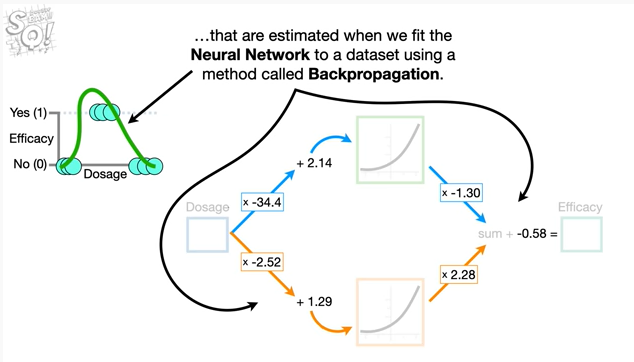 StatQuest!
…that are estimated when we fit the
Neural Network to a dataset using a
method called Backpropagation.
Yes (1)
Efficacy
No (0)
Dosage
+ 2.14
x -34.4
x -1.30
Dosage
Efficacy
sum + -0.58 =
x -2.52
x 2.28
+ 1.29